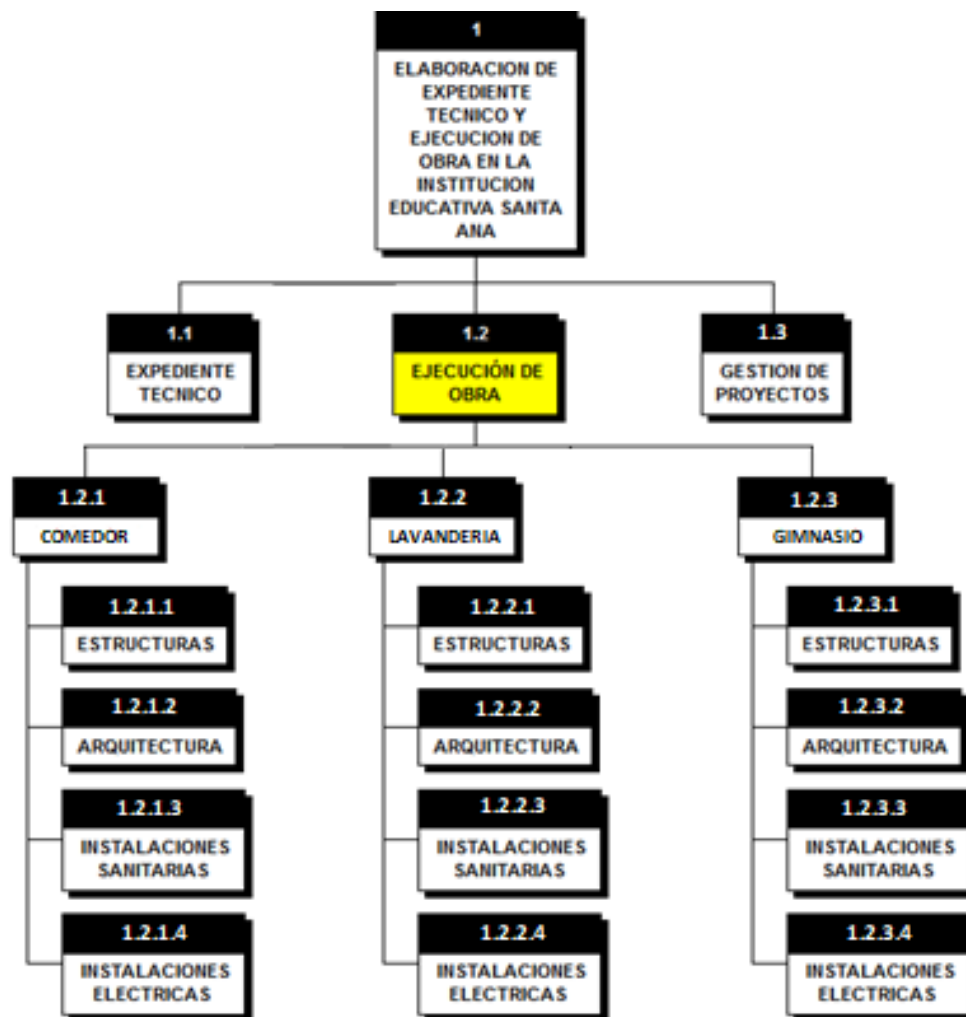 1
ELABORACION DE
EXPEDIENTE
TECNICO Y
EJECUCION DE
OBRA EN LA
INSTITUCION
EDUCATIVA SANTA
ANA
1.1
EXPEDIENTE
TECNICO
1.2
EJECUCIÓN DE
OBRA
1.3
GESTION DE
PROYECTOS
1.2.1
COMEDOR
1.2.1.1
ESTRUCTURAS
1.2.1.2
ARQUITECTURA
1.2.1.3
INSTALACIONES
SANITARIAS
1.2.1.4
INSTALACIONES
ELECTRICAS
1.2.2
LAVANDERIA
1.2.2.1
ESTRUCTURAS
1.2.2.2
ARQUITECTURA
1.2.2.3
INSTALACIONES
SANITARIAS
1.2.2.4
INSTALACIONES
ELECTRICAS
1.2.3
GIMNASIO
1.2.3.1
ESTRUCTURAS
1.2.3.2
ARQUITECTURA
1.2.3.3
INSTALACIONES
SANITARIAS
1.2.3.4
INSTALACIONES
ELECTRICAS